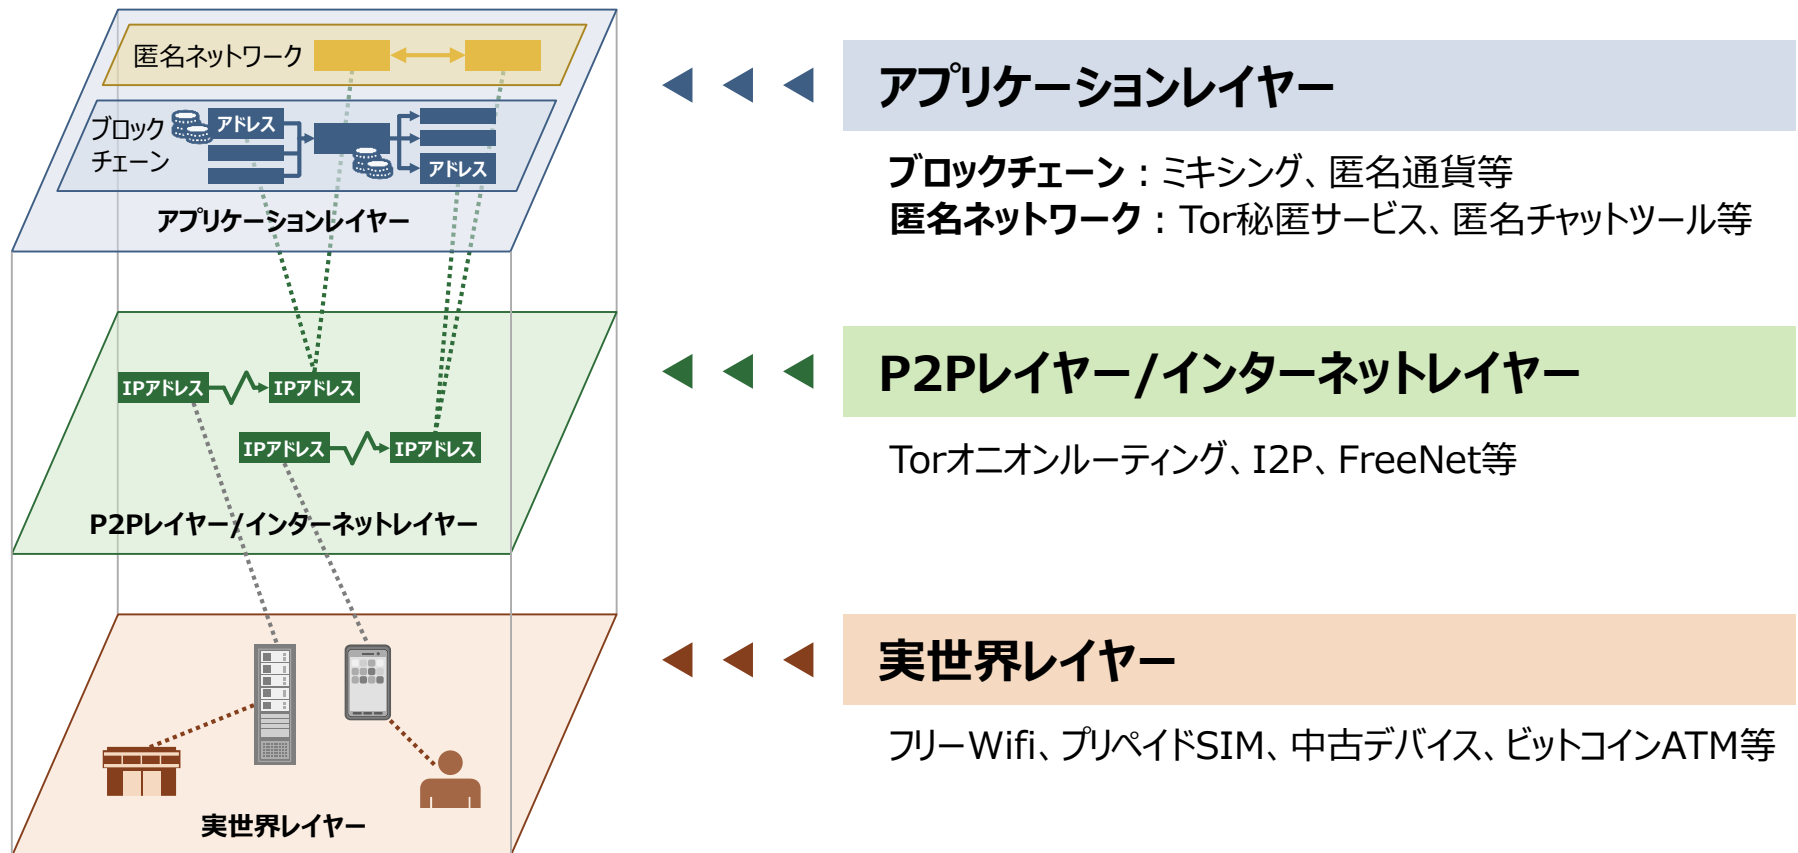 匿名ネットワーク
ブロック
チェーン
アドレス
アドレス
アプリケーションレイヤー
IPアドレス
IPアドレス
IPアドレス
IPアドレス
P2Pレイヤー/インターネットレイヤー
実世界レイヤー
アプリケーションレイヤー
ブロックチェーン：ミキシング、匿名通貨等
匿名ネットワーク：Tor秘匿サービス、匿名チャットツール等
P2Pレイヤー/インターネットレイヤー
Torオニオンルーティング、I2P、FreeNet等
実世界レイヤー
フリーWifi、プリペイドSIM、中古デバイス、ビットコインATM等